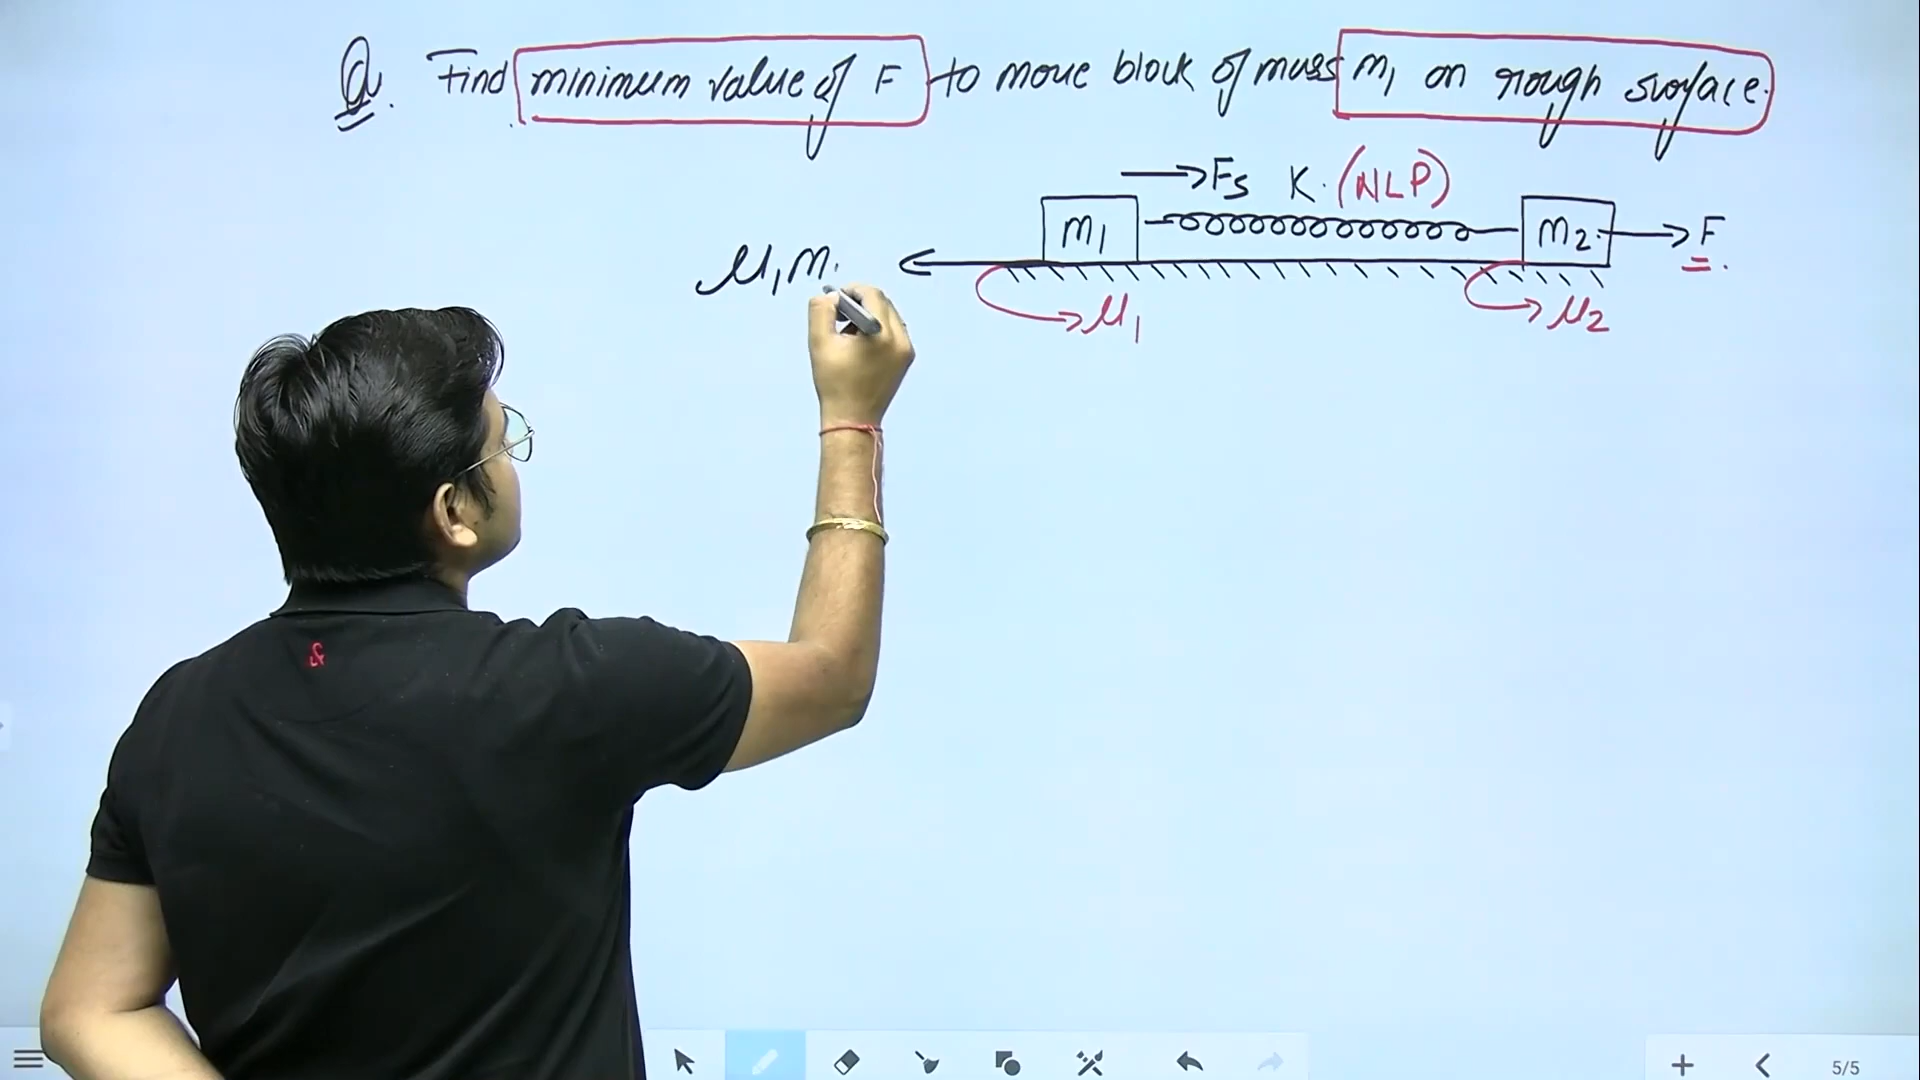 Q. Find minimum value of F to move block of mass m₁ on rough surface.
→Fs K. (NLP)
m₁ m₂ →F
μ₁m
→μ₁ →μ₂
5/5